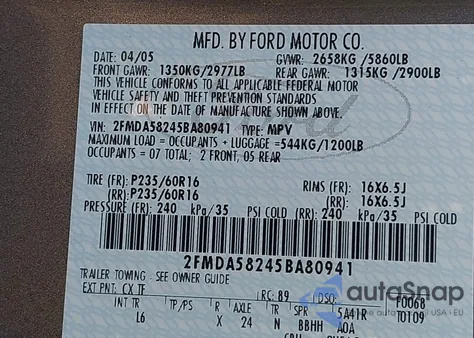 MFD. BY FORD MOTOR CO.
DATE: 04/05 GVWR: 2658KG /5860LB
FRONT GAWR: 1350KG/2977LB REAR GAWR: 1315KG /2900LB
THIS VEHICLE CONFORMS TO ALL APPLICABLE FEDERAL MOTOR
VEHICLE SAFETY AND THEFT PREVENTION STANDARDS
IN EFFECT ON THE DATE OF MANUFACTURE SHOWN ABOVE.
VIN: 2FMDA58245BA80941 TYPE: MPV
MAXIMUM LOAD = OCCUPANTS + LUGGAGE =544KG/1200LB
OCCUPANTS = 07 TOTAL; 2 FRONT, 05 REAR
TIRE (FR): P235/60R16 RIMS (FR): 16X6.5J
(RR): P235/60R16 (RR): 16X6.5J
PRESSURE (FR): 240 kPa/35 PSI COLD (RR): 240 kPa/35 PSI COLD
2FMDA58245BA80941
TRAILER TOWING - SEE OWNER GUIDE
EXT PNT: CX TF RC: 89 DSO: F0068
INT TR TP/PS R AXLE TR SPR 5A41R T0109
L6 X 24 N BBHH AOA
autoSnap